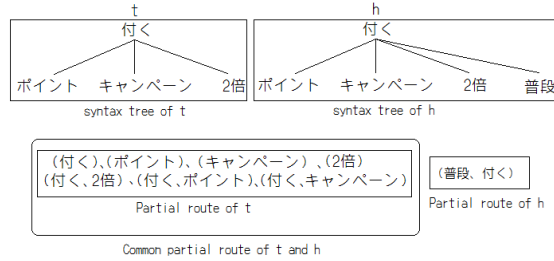 t
h
付く
付く
ポイント キャンペーン 2倍
ポイント キャンペーン 2倍 普段
syntax tree of t
syntax tree of h
(付く)、(ポイント)、(キャンペーン)、(2倍)
(付く、2倍)、(付く、ポイント)、(付く、キャンペーン)
Partial route of t
(普段、付く)
Partial route of h
Common partial route of t and h